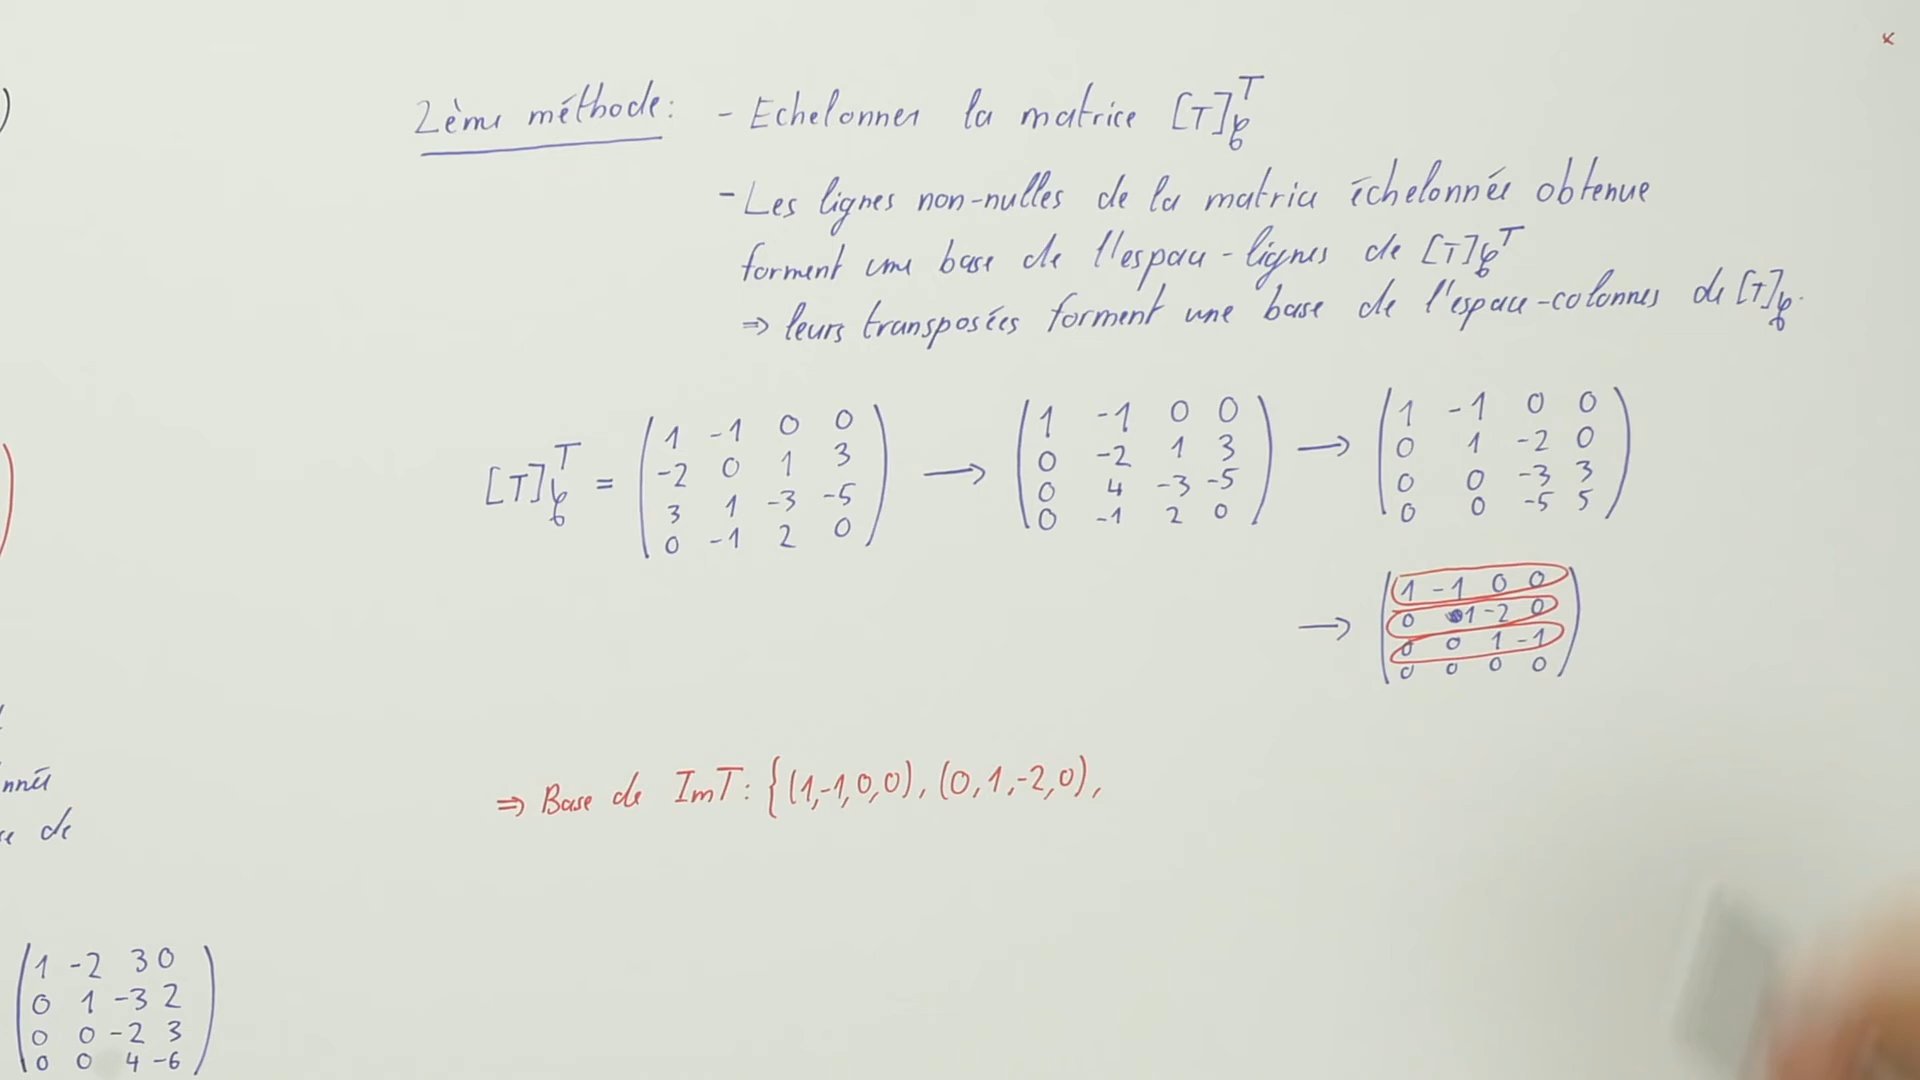 2ème méthode: - Echelonner la matrice [T]_φ^T
- Les lignes non-nulles de la matrice échelonnée obtenue
forment une base de l'espace-lignes de [T]_φ^T
⇒ leurs transposées forment une base de l'espace-colonnes de [T]_φ.
[T]_φ^T = (1 -1 0 0 → (1 -1 0 0 → (1 -1 0 0
-2 0 1 3 0 -2 1 3 0 1 -2 0
3 1 -3 -5 0 4 -3 -5 0 0 -3 3
0 -1 2 0) 0 -1 2 0) 0 0 -5 5)
→ (1 -1 0 0
0 1 -2 0
0 0 1 -1
0 0 0 0)
⇒ Base de ImT: {(1,-1,0,0), (0,1,-2,0),
nnée
de
(1 -2 3 0
0 1 -3 2
0 0 -2 3
0 0 4 -6)